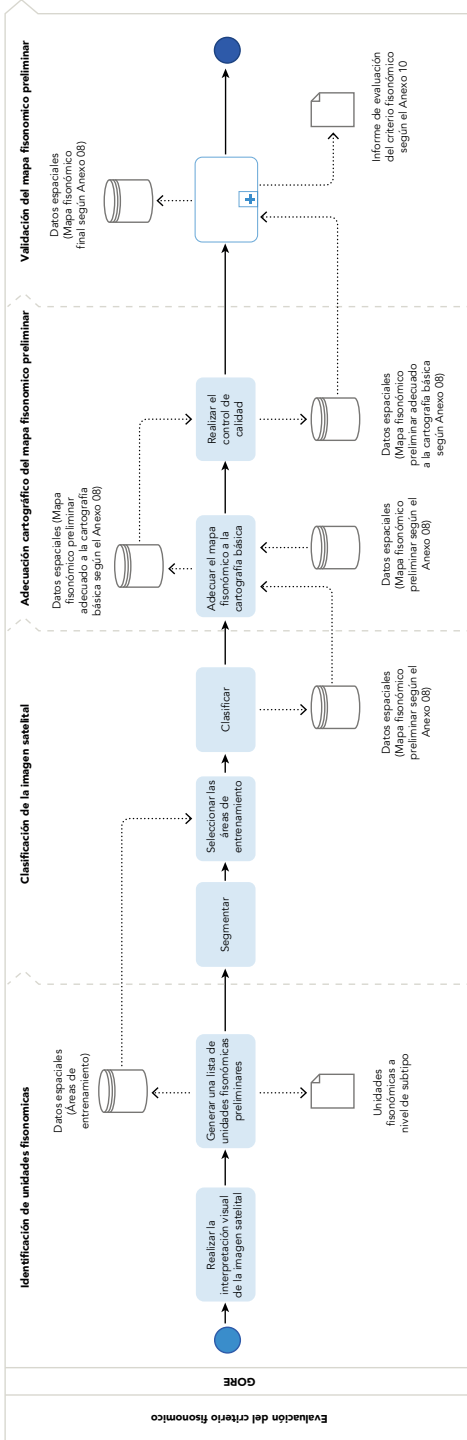 Evaluación del criterio fisonomico
GORE
Identificación de unidades fisonomicas
Datos espaciales
(Áreas de
entrenamiento)
Realizar la
interpretación visual
de la imagen satelital
Generar una lista de
unidades fisonómicas
preliminares
Unidades
fisonómicas a
nivel de subtipo
Clasificación de la imagen satelital
Segmentar
Seleccionar las
áreas de
entrenamiento
Clasificar
Datos espaciales
(Mapa fisonómico
preliminar según el
Anexo 08)
Adecuación cartográfico del mapa fisonomico preliminar
Datos espaciales (Mapa
fisonómico preliminar
adecuado a la cartografía
básica según el Anexo 08)
Adecuar el mapa
fisonómico a la
cartografía básica
Realizar el
control de
calidad
Datos espaciales
(Mapa fisonómico
preliminar según el
Anexo 08)
Datos espaciales
(Mapa fisonómico
preliminar adecuado
a la cartografía básica
según Anexo 08)
Validación del mapa fisonomico preliminar
Datos espaciales
(Mapa fisonómico
final según Anexo 08)
Informe de evaluación
del criterio fisonómico
según el Anexo 10